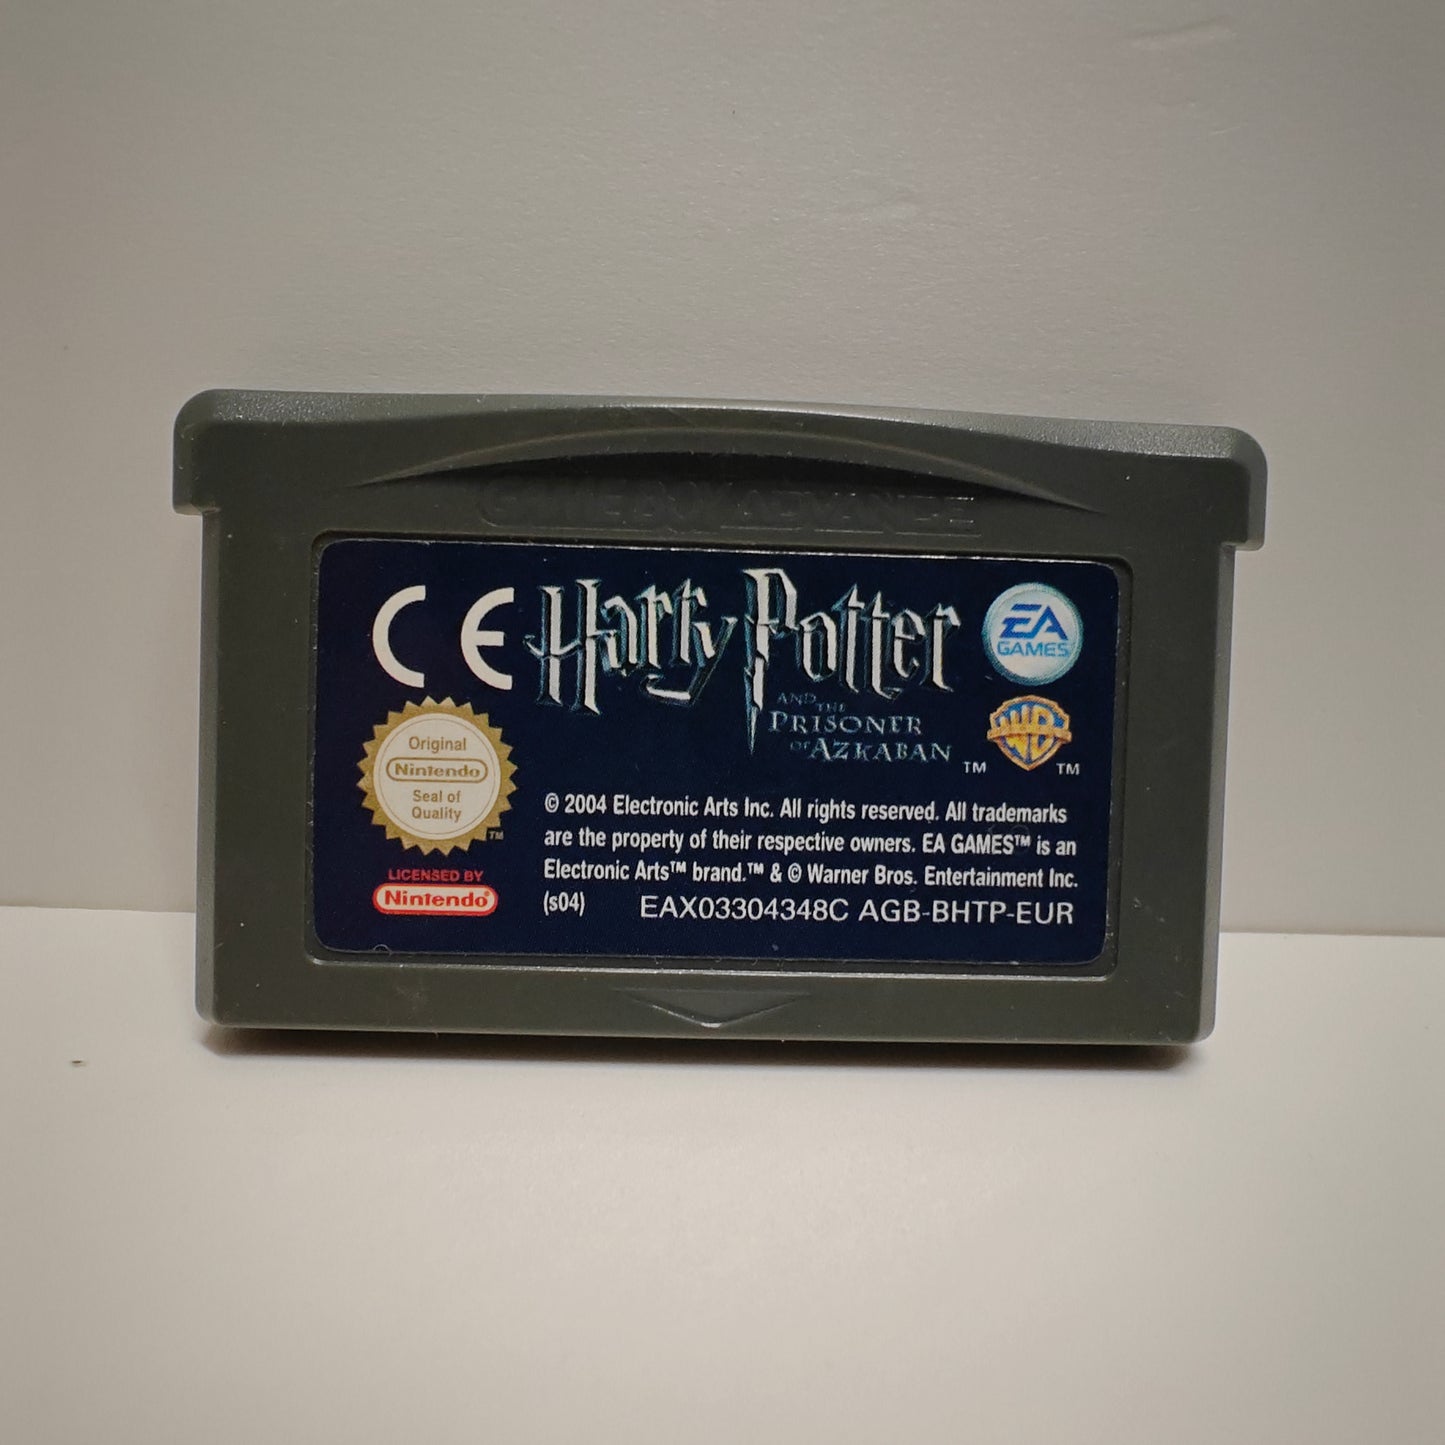 GAME BOY ADVANCE
CE
Harry Potter
AND THE
PRISONER
OF AZKABAN
TM
EA
GAMES
WB
TM
Original
Nintendo
Seal of
Quality
TM
LICENSED BY
Nintendo®
© 2004 Electronic Arts Inc. All rights reserved. All trademarks
are the property of their respective owners. EA GAMES™ is an
Electronic Arts™ brand.™ & © Warner Bros. Entertainment Inc.
(s04) EAX03304348C AGB-BHTP-EUR